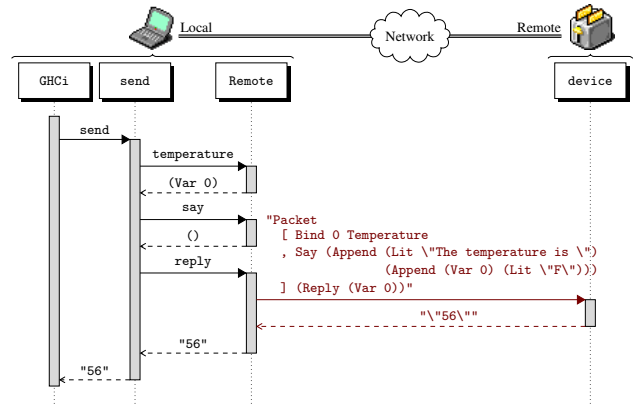 Local
Network
Remote
GHCi
send
Remote
device
send
temperature
(Var 0)
say
()
reply
"Packet
[ Bind 0 Temperature
, Say (Append (Lit \"The temperature is \")
(Append (Var 0) (Lit \"F\")))
] (Reply (Var 0))"
"\"56\""
"56"
"56"